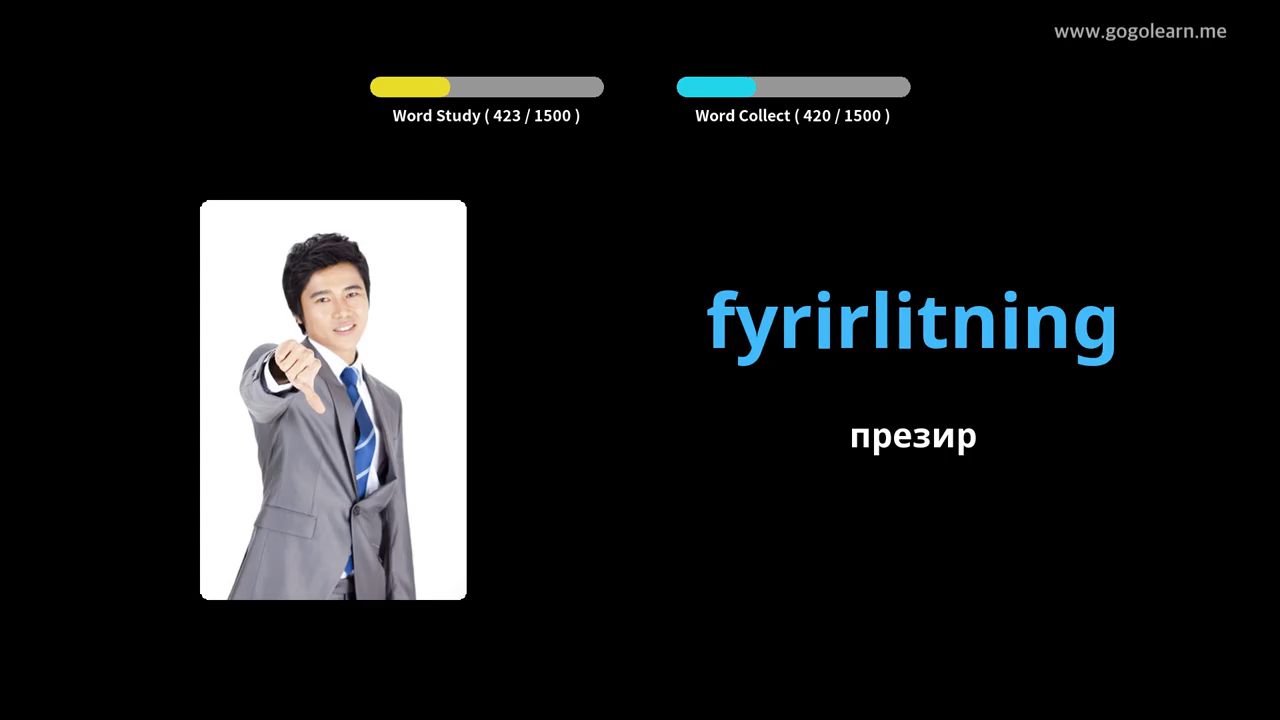 www.gogolearn.me
Word Study ( 423 / 1500 )
Word Collect ( 420 / 1500 )
fyrirlitning
презир